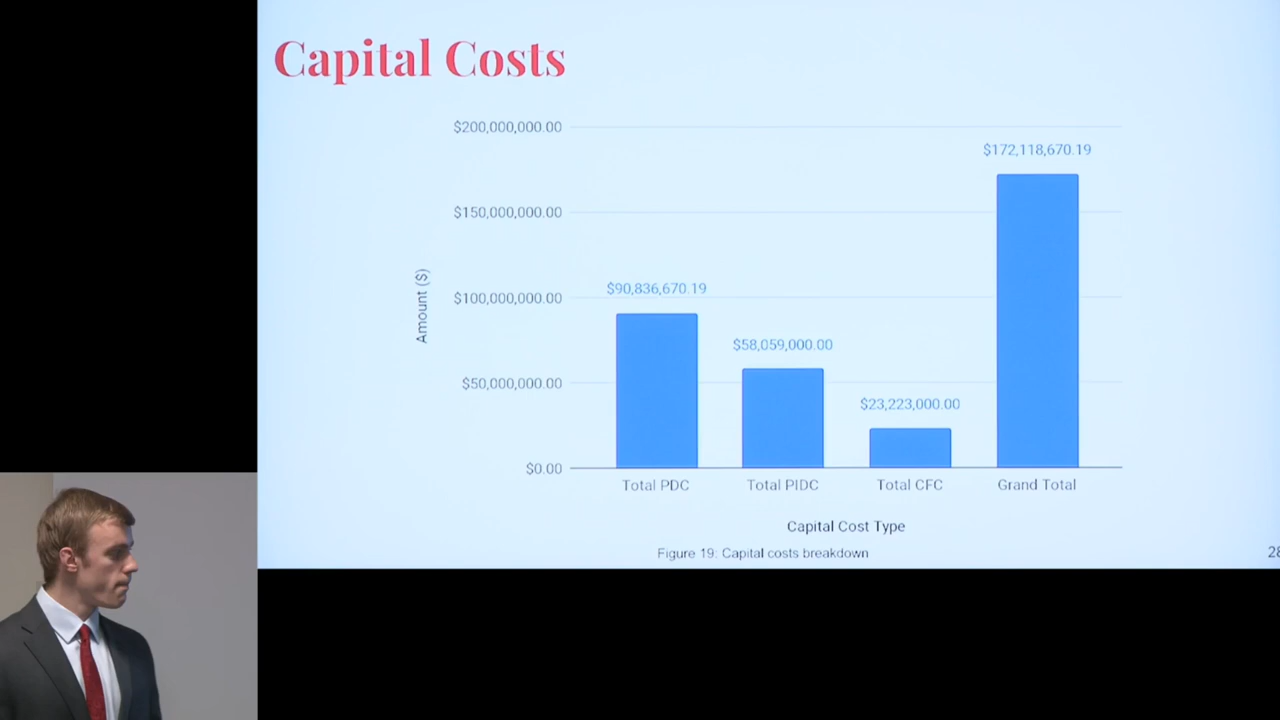 Capital Costs
$200,000,000.00
$172,118,670.19
$150,000,000.00
$90,836,670.19
$100,000,000.00
$58,059,000.00
$50,000,000.00
$23,223,000.00
$0.00
Amount ($)
Total PDC
Total PIDC
Total CFC
Grand Total
Capital Cost Type
Figure 19: Capital costs breakdown
28